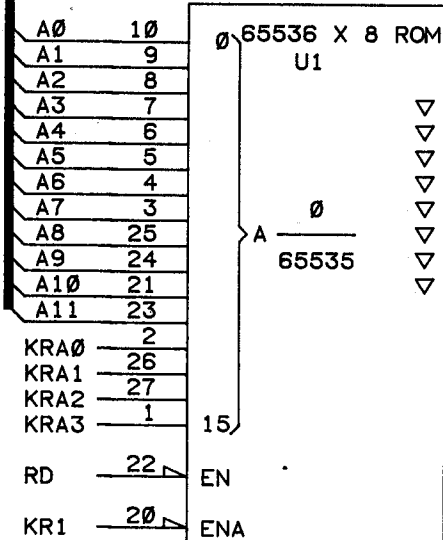 AØ 10 Ø 65536 X 8 ROM
A1 9 U1
A2 8
A3 7
A4 6
A5 5
A6 4
A7 3 Ø
A8 25 A
A9 24 65535
A1Ø 21
A11 23
KRAØ 2
KRA1 26
KRA2 27
KRA3 1 15
RD 22 EN
KR1 2Ø ENA